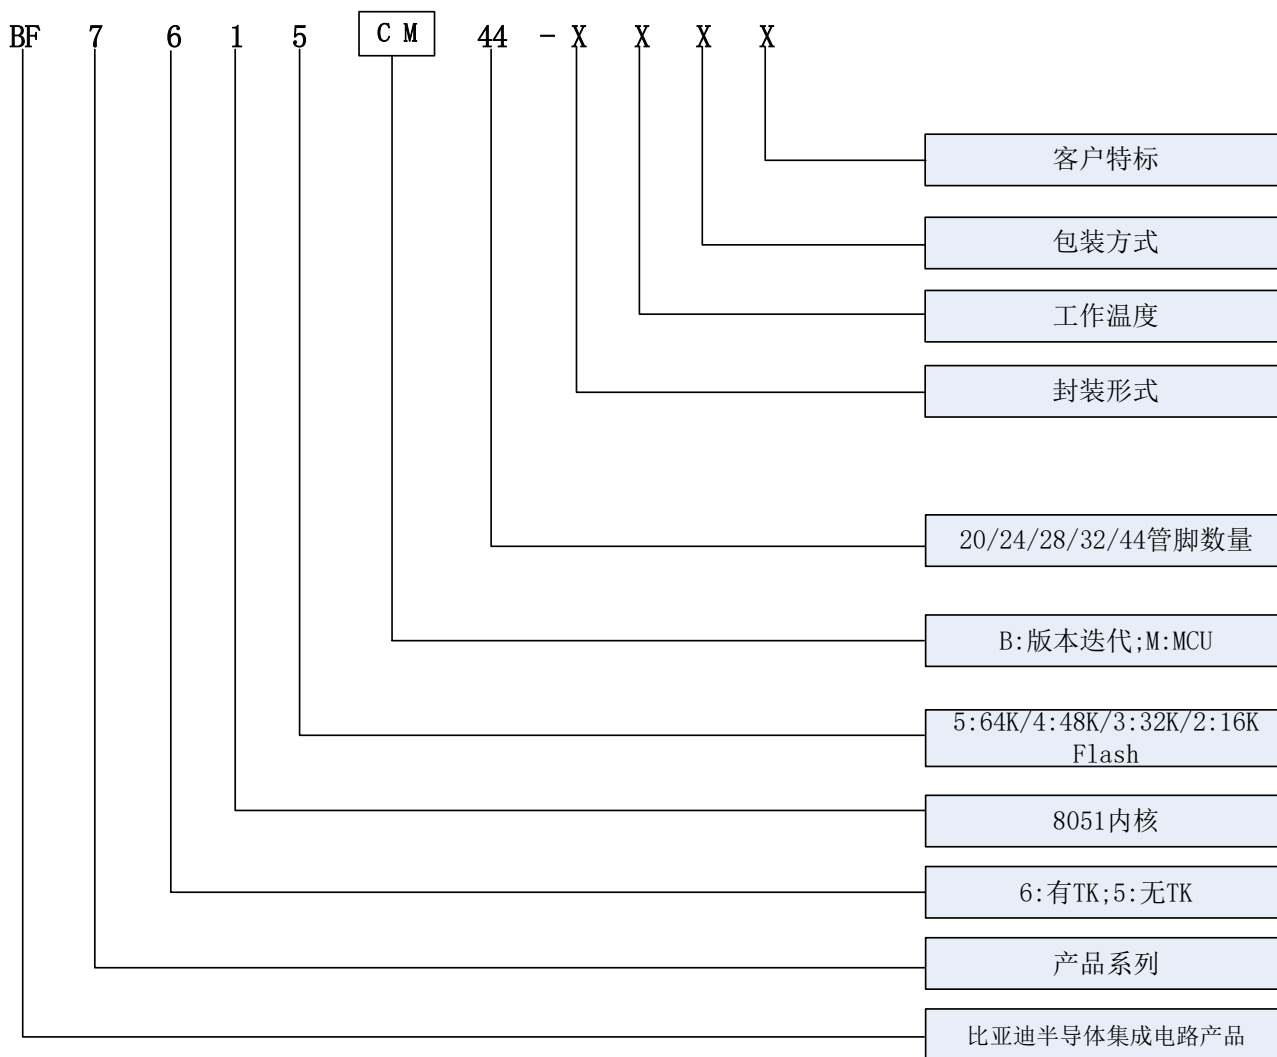 BF 7 6 1 5 C M 44 - X X X X
客户特标
包装方式
工作温度
封装形式
20/24/28/32/44管脚数量
B:版本迭代;M:MCU
5:64K/4:48K/3:32K/2:16K
Flash
8051内核
6:有TK;5:无TK
产品系列
比亚迪半导体集成电路产品